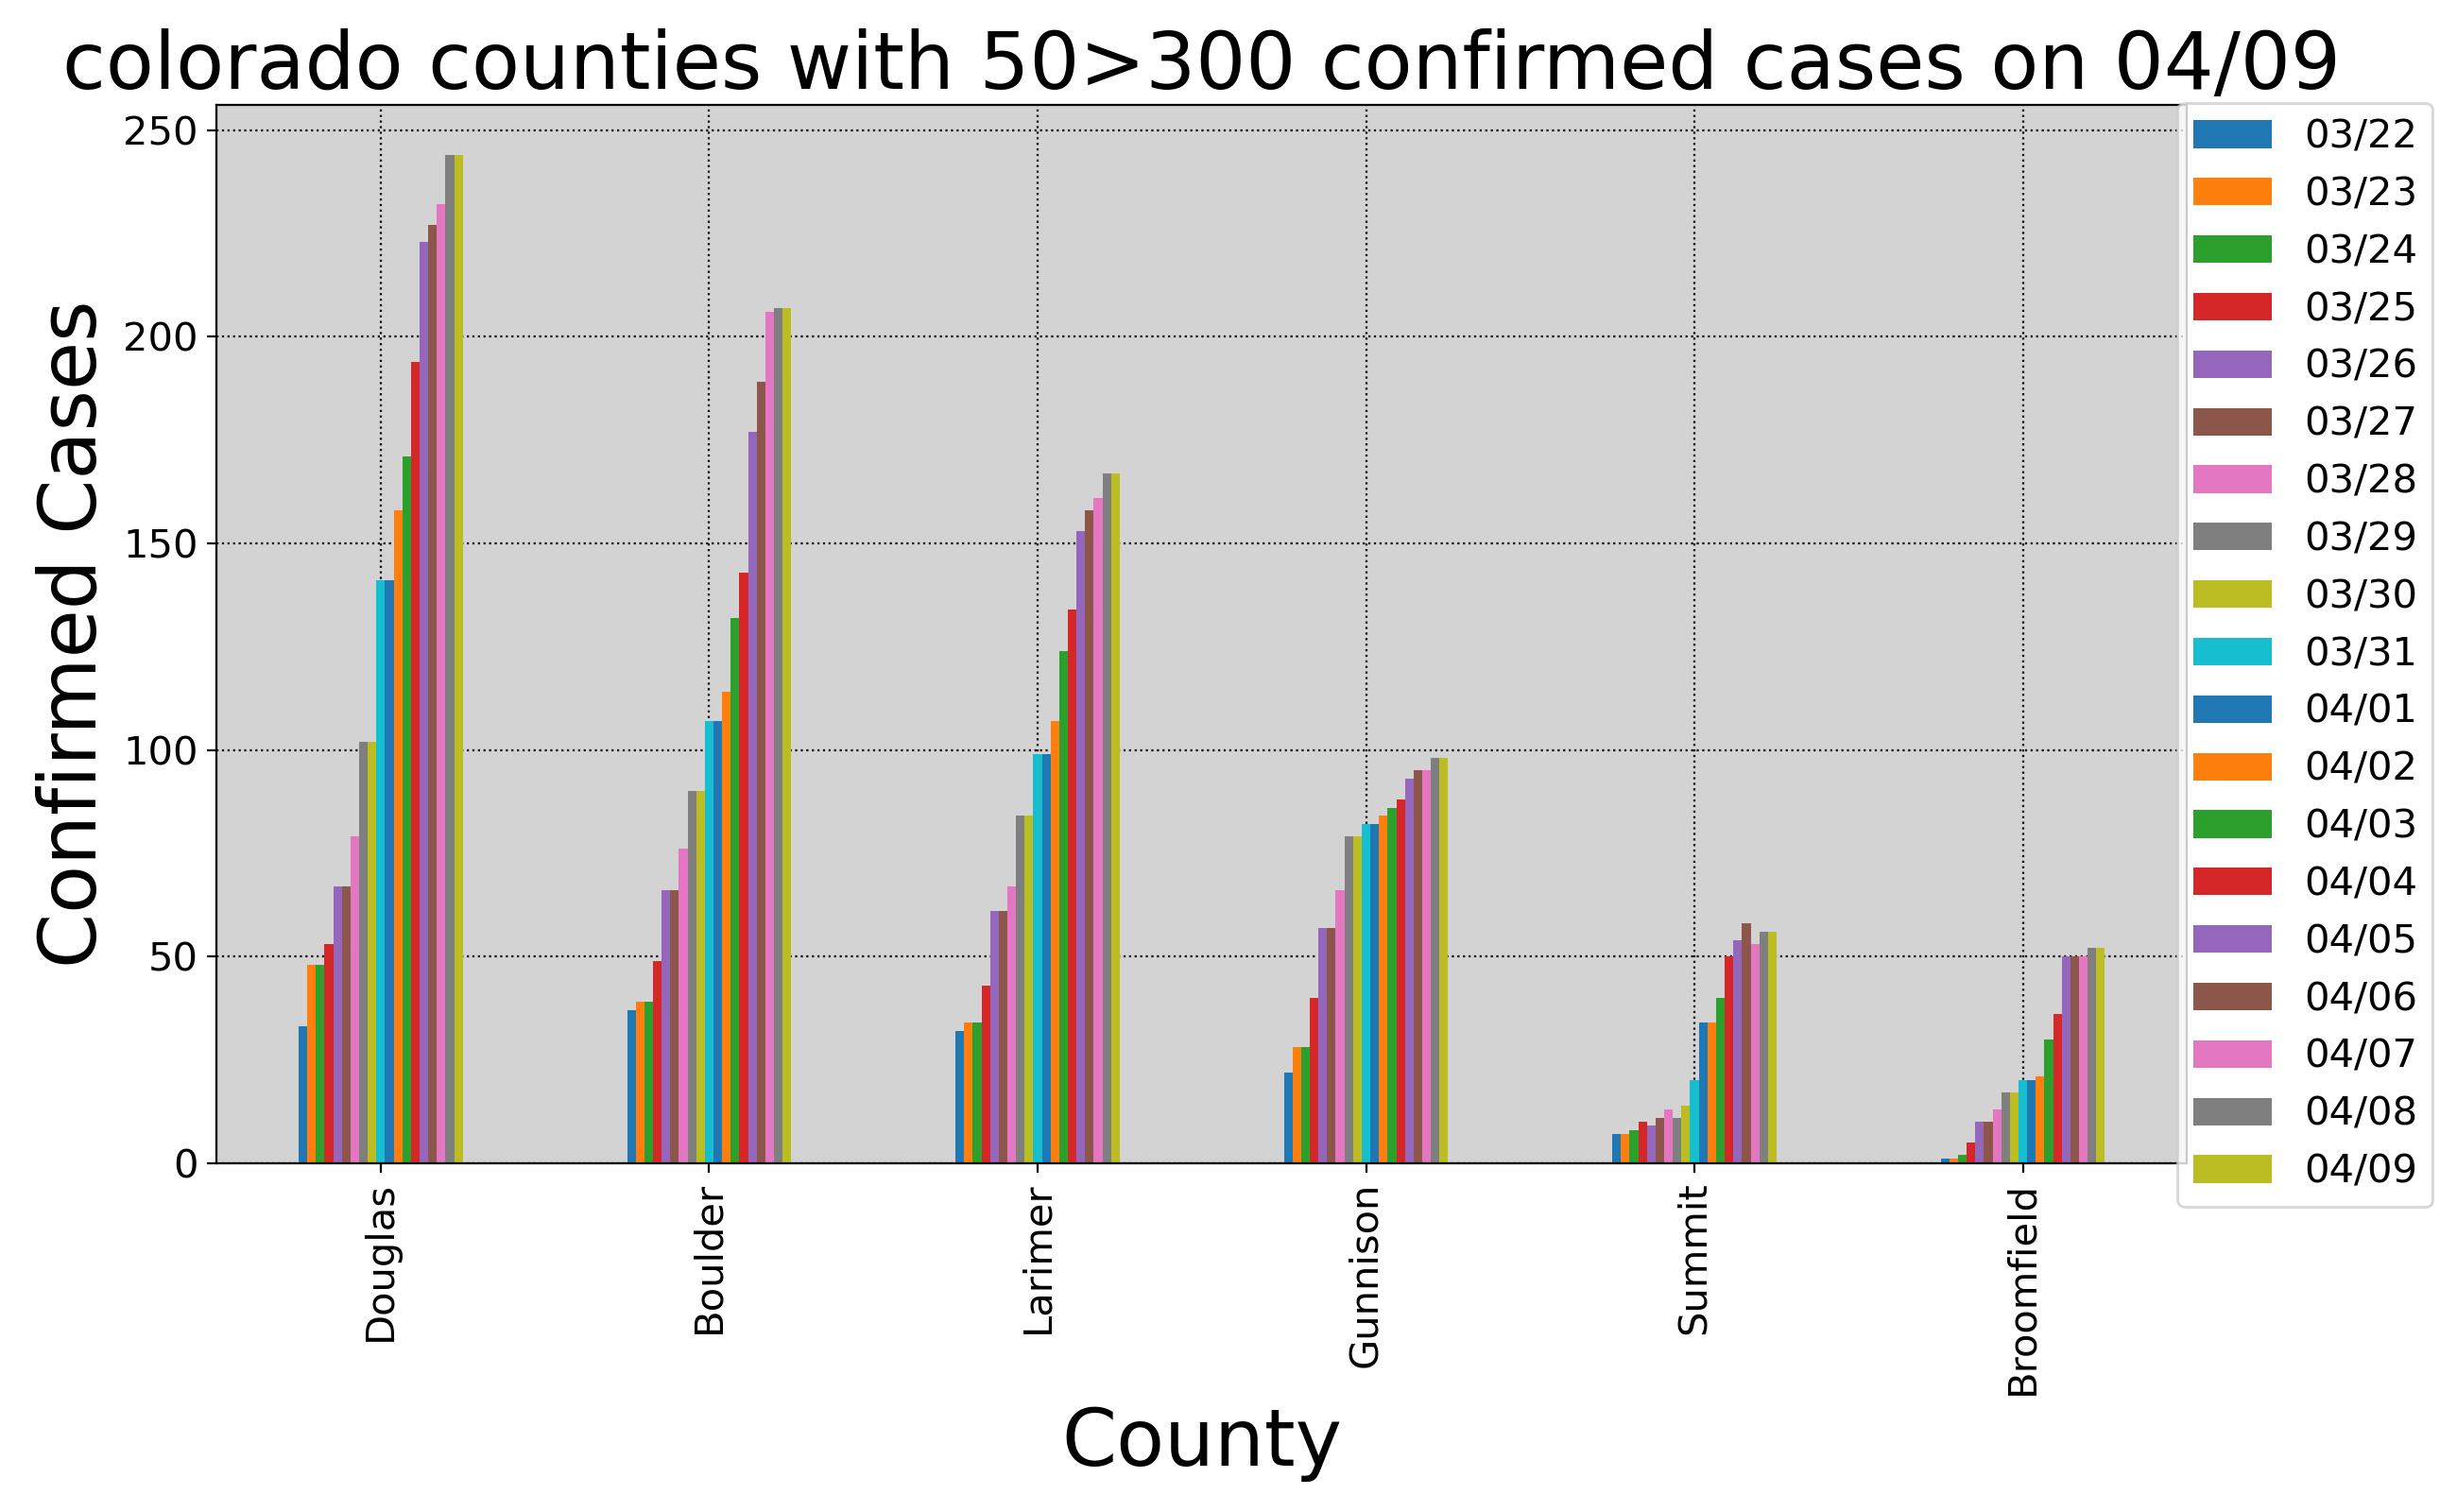 colorado counties with 50>300 confirmed cases on 04/09
Confirmed Cases
250
200
150
100
50
0
Douglas
Boulder
Larimer
Gunnison
Summit
Broomfield
County
03/22
03/23
03/24
03/25
03/26
03/27
03/28
03/29
03/30
03/31
04/01
04/02
04/03
04/04
04/05
04/06
04/07
04/08
04/09